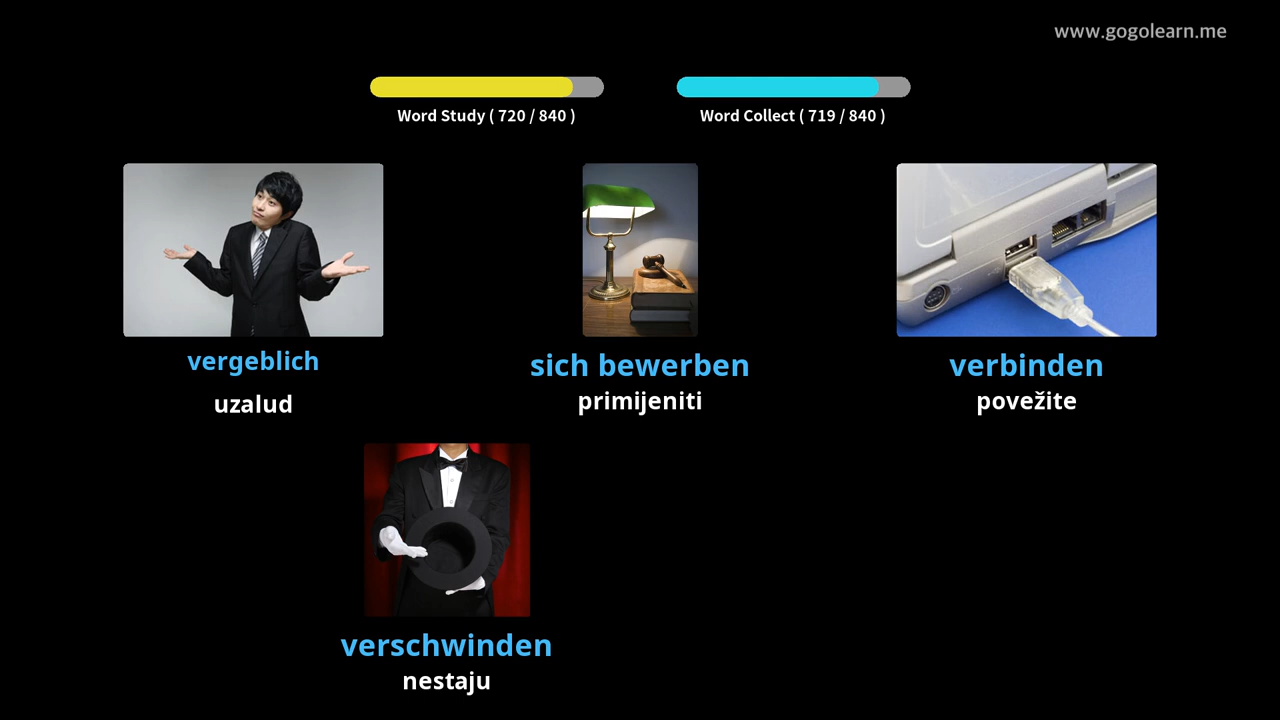 www.gogolearn.me
Word Study ( 720 / 840 )
Word Collect ( 719 / 840 )
vergeblich
uzalud
sich bewerben
primijeniti
verbinden
povežite
verschwinden
nestaju